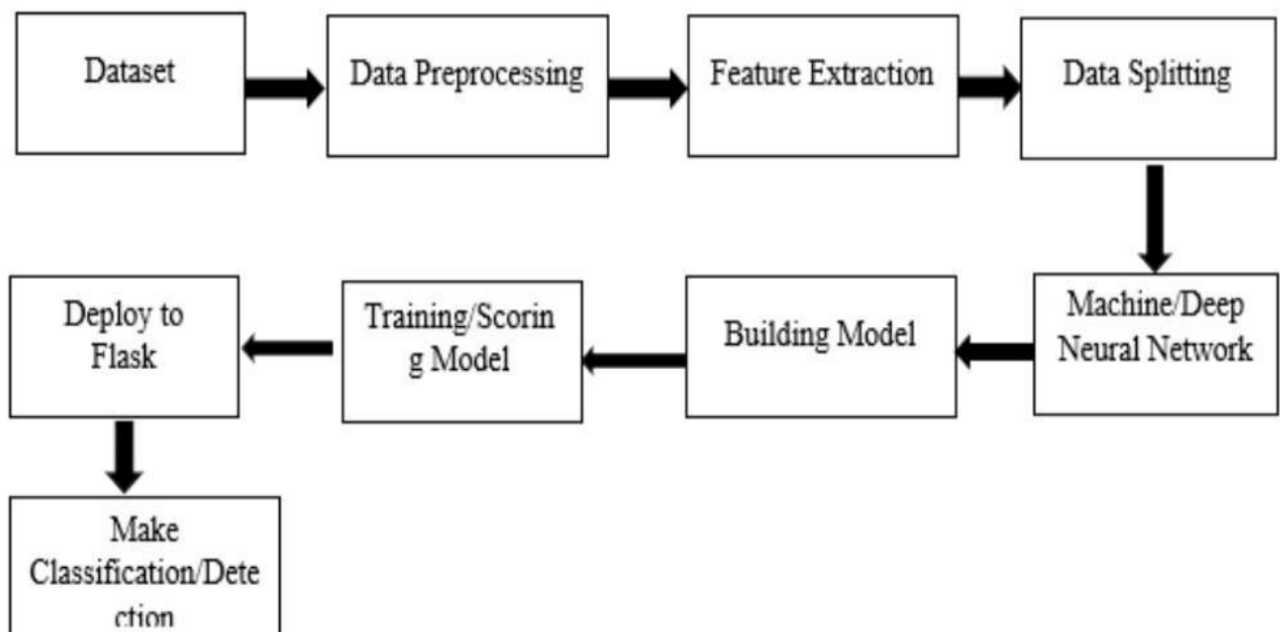 Dataset
Data Preprocessing
Feature Extraction
Data Splitting
Machine/Deep
Neural Network
Building Model
Training/Scorin
g Model
Deploy to
Flask
Make
Classification/Dete
ction